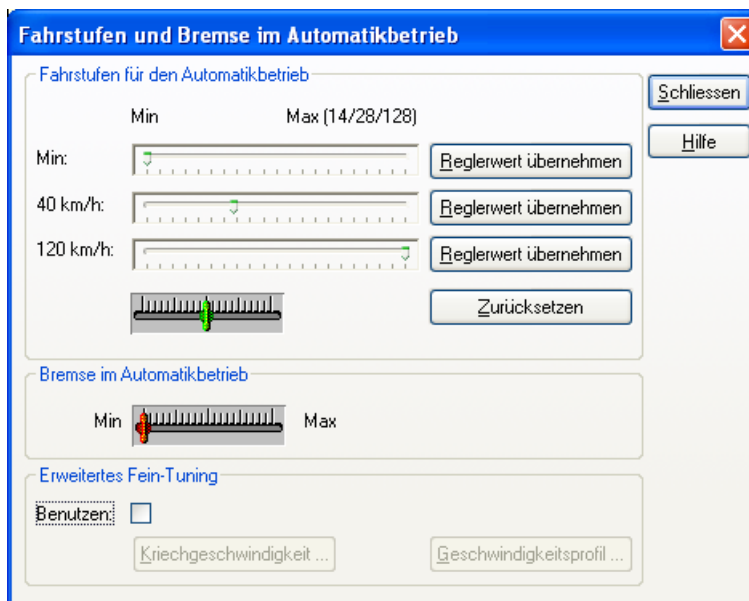 Fahrstufen und Bremse im Automatikbetrieb
Fahrstufen für den Automatikbetrieb
Schliessen
Min Max (14/28/128)
Hilfe
Min: Reglerwert übernehmen
40 km/h: Reglerwert übernehmen
120 km/h: Reglerwert übernehmen
Zurücksetzen
Bremse im Automatikbetrieb
Min Max
Erweitertes Fein-Tuning
Benutzen:
Kriechgeschwindigkeit ... Geschwindigkeitsprofil ...